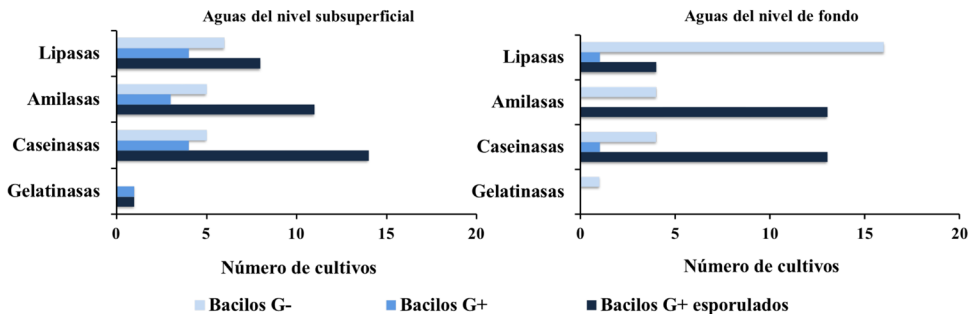 Aguas del nivel subsuperficial
Lipasas
Amilasas
Caseinasas
Gelatinasas
0 5 10 15 20
Número de cultivos
Aguas del nivel de fondo
Lipasas
Amilasas
Caseinasas
Gelatinasas
0 5 10 15 20
Número de cultivos
Bacilos G- Bacilos G+ Bacilos G+ esporulados